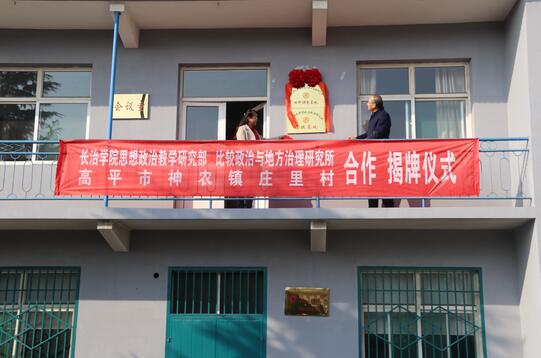 会议室
长治学院思想政治教学研究部 比较政治与地方治理研究所
高平市神农镇庄里村
合作 揭牌仪式